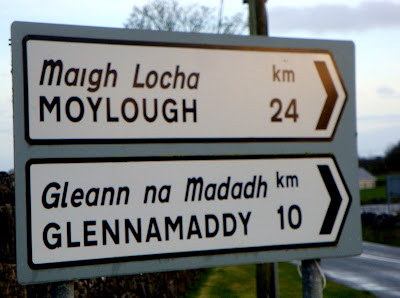 Maigh Locha km
MOYLOUGH 24
Gleann na Madadh km
GLENNAMADDY 10